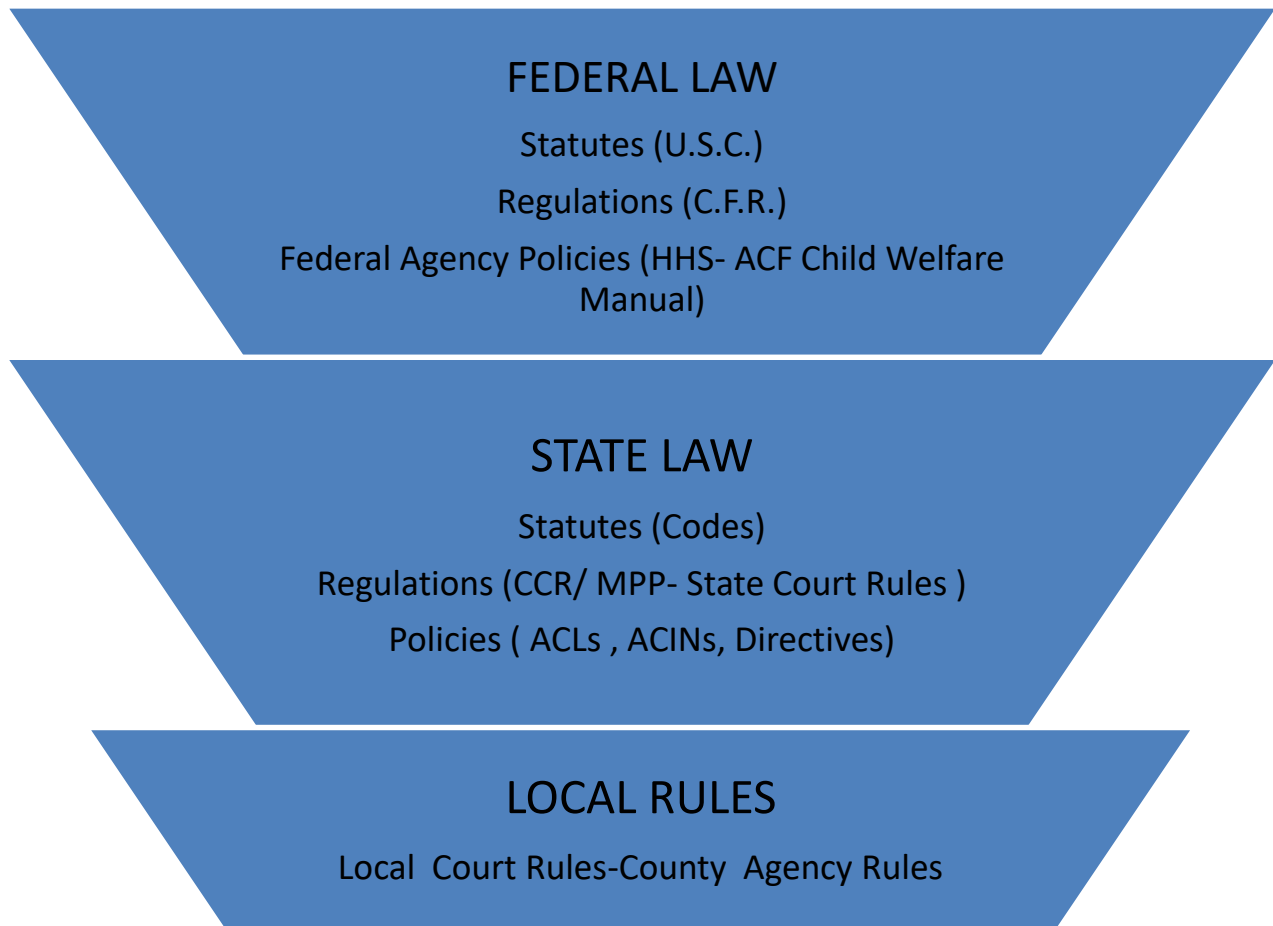 FEDERAL LAW
Statutes (U.S.C.)
Regulations (C.F.R.)
Federal Agency Policies (HHS- ACF Child Welfare
Manual)
STATE LAW
Statutes (Codes)
Regulations (CCR/ MPP- State Court Rules )
Policies ( ACLs , ACINs, Directives)
LOCAL RULES
Local  Court Rules-County  Agency Rules